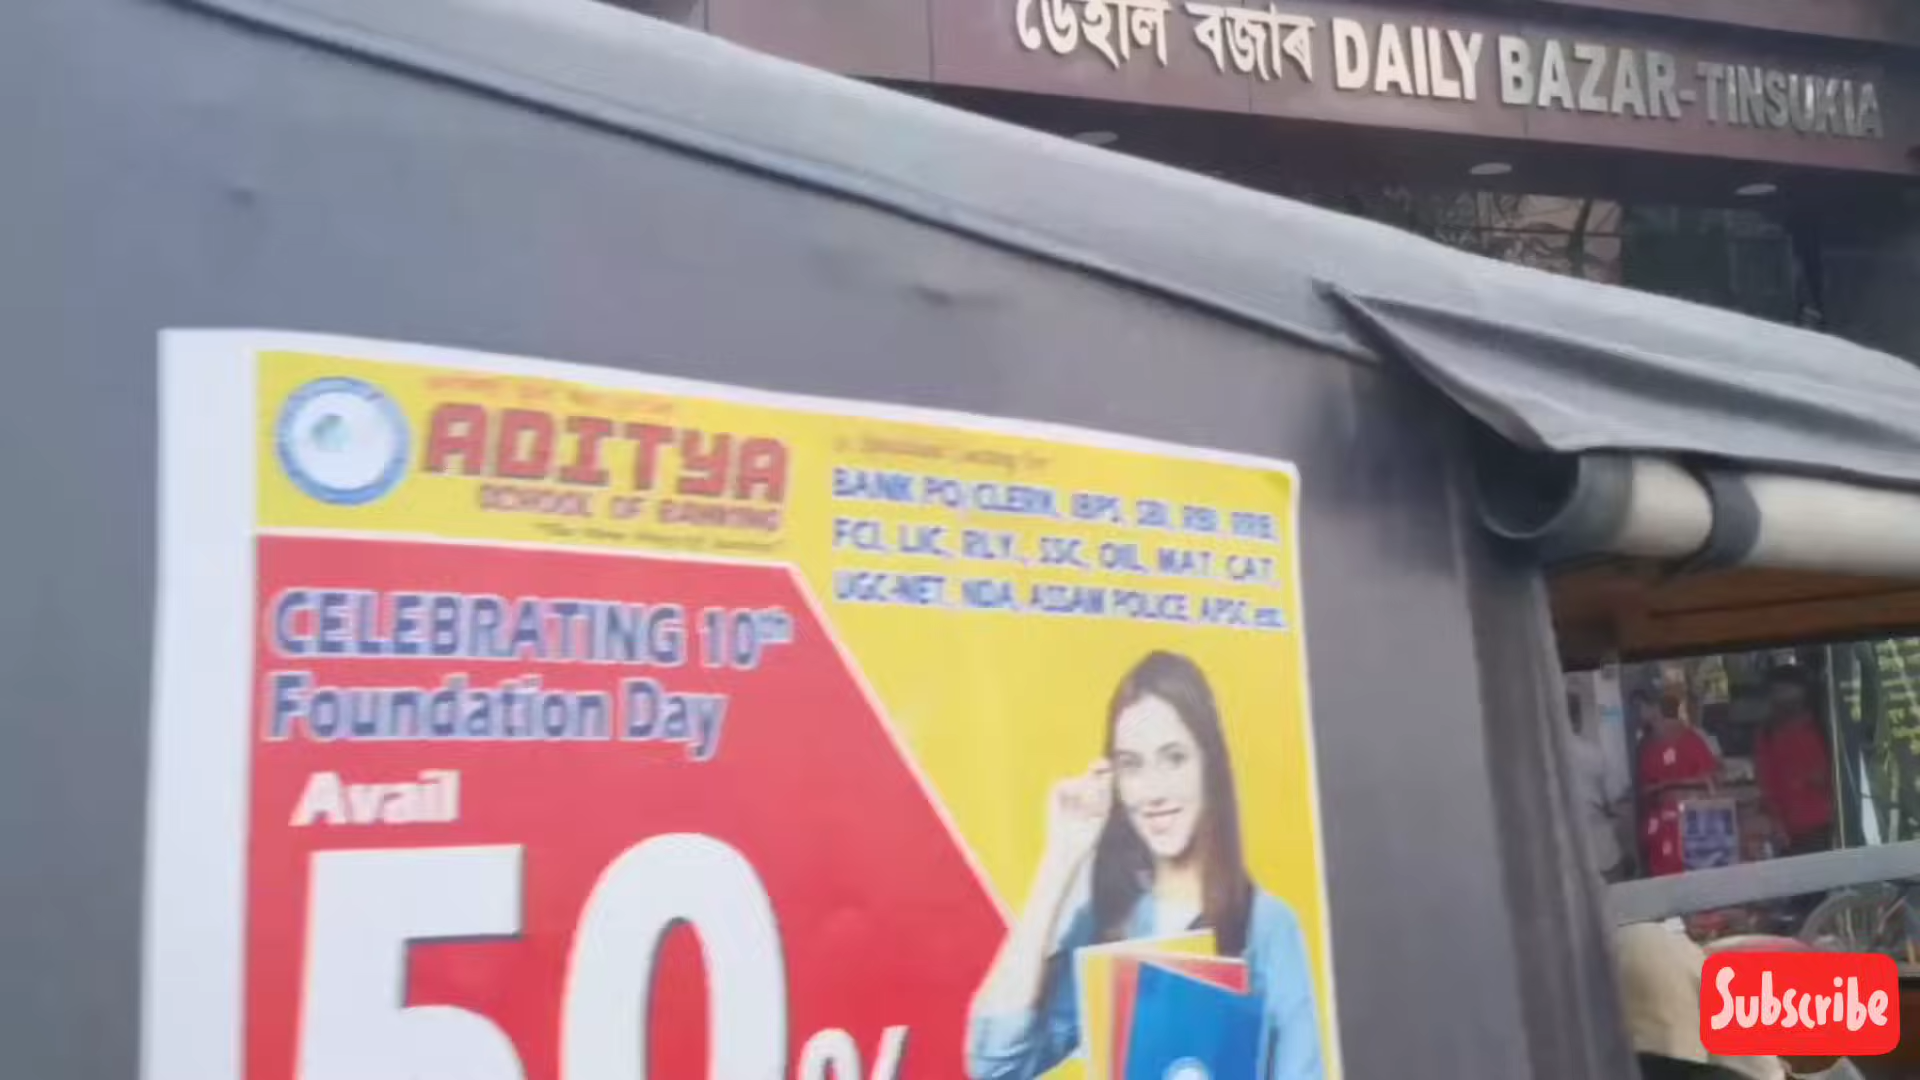 ডেইলি বজাৰ DAILY BAZAR-TINSUKIA
ADITYA
SCHOOL OF BANKING
BANK PO CLERK, IBPS, SBI, RBI, RRB,
FCI, LIC, RLY., SSC, OIL, MAT, CAT,
UGC-NET, NDA, ASSAM POLICE, APSC etc.
CELEBRATING 10th
Foundation Day
Avail
50%
Subscribe